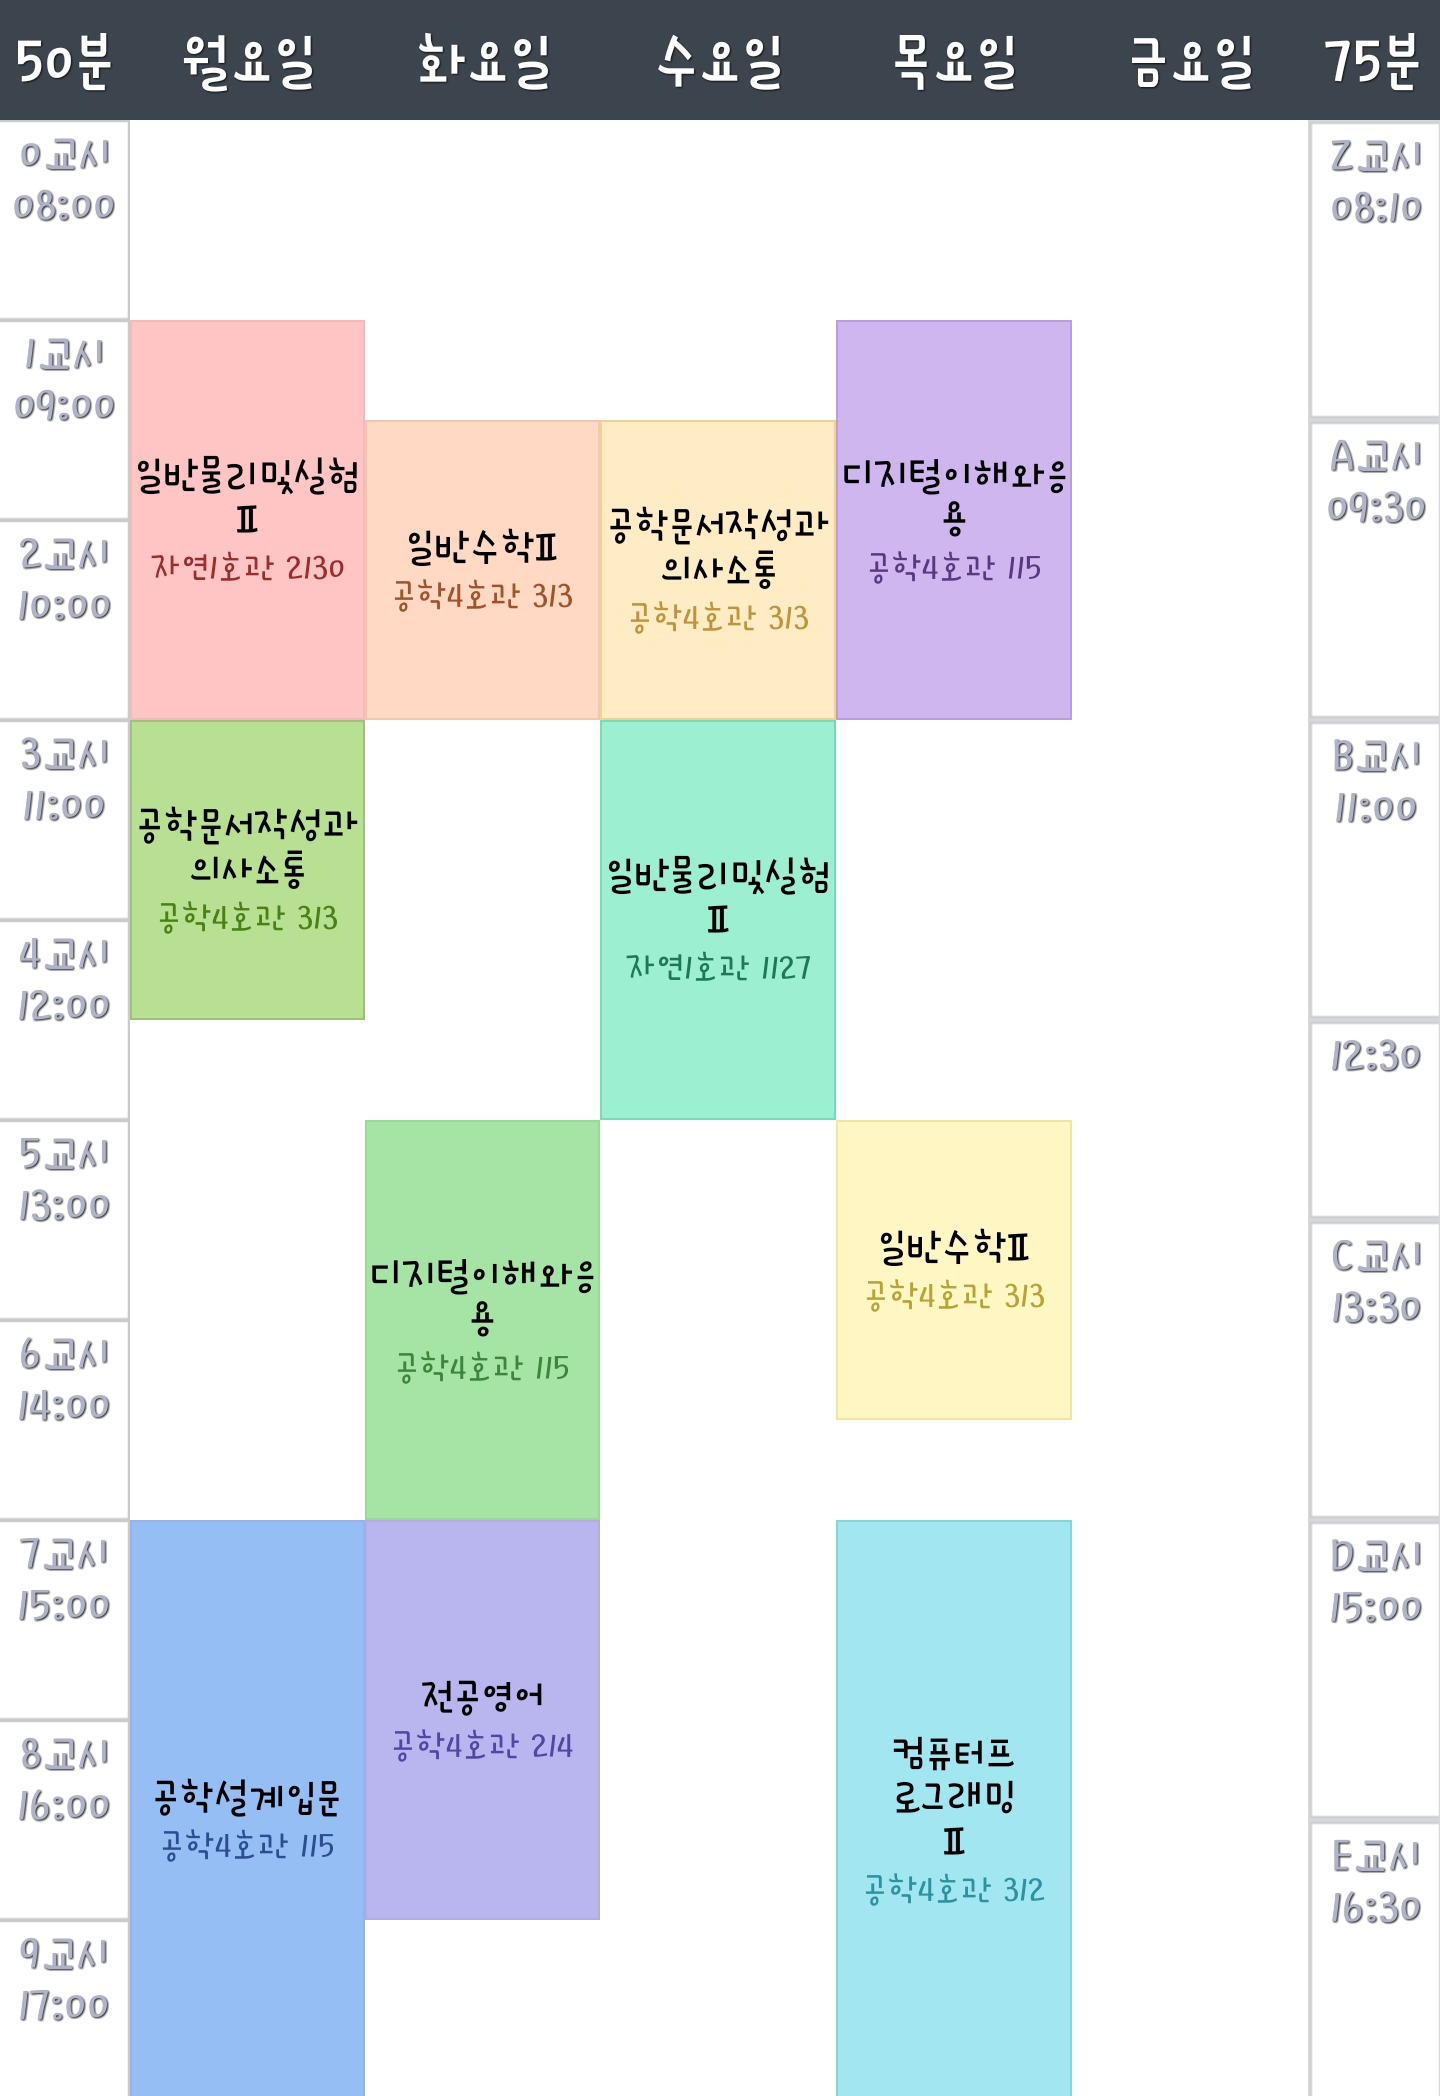 50분 월요일 화요일 수요일 목요일 금요일 75분
0교시
08:00
1교시
09:00
2교시
10:00
3교시
11:00
4교시
12:00
5교시
13:00
6교시
14:00
7교시
15:00
8교시
16:00
9교시
17:00
일반물리및실험
Ⅱ
자연1호관 2130
공학문서작성과
의사소통
공학4호관 313
공학설계입문
공학4호관 115
일반수학Ⅱ
공학4호관 313
디지털이해와응
용
공학4호관 115
전공영어
공학4호관 214
공학문서작성과
의사소통
공학4호관 313
일반물리및실험
Ⅱ
자연1호관 1127
디지털이해와응
용
공학4호관 115
일반수학Ⅱ
공학4호관 313
컴퓨터프
로그래밍
Ⅱ
공학4호관 312
Z교시
08:10
A교시
09:30
B교시
11:00
12:30
C교시
13:30
D교시
15:00
E교시
16:30